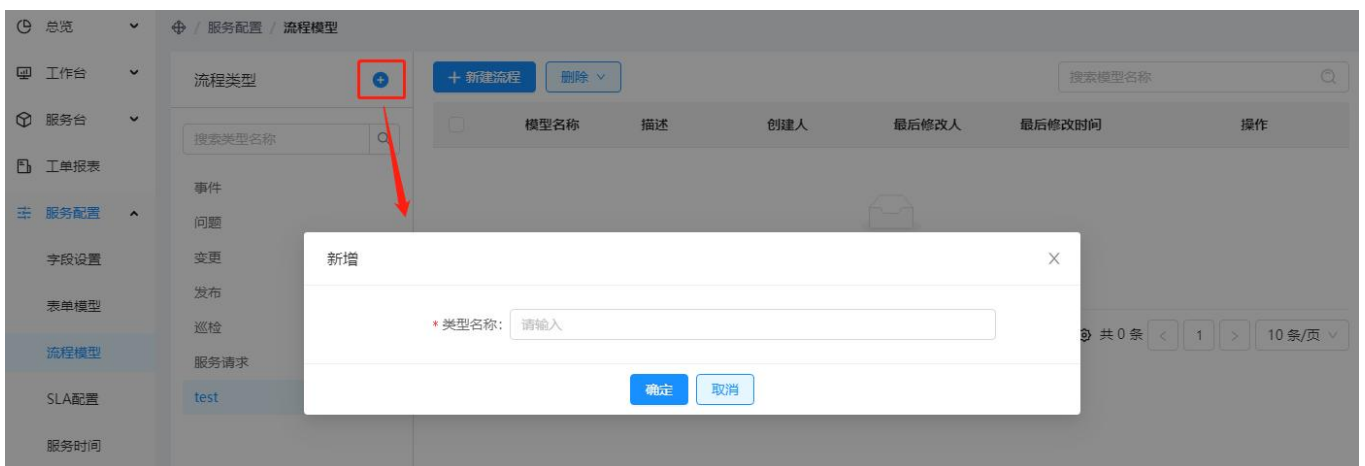 总览
/ 服务配置 / 流程模型
工作台
服务台
工单报表
服务配置
字段设置
表单模型
流程模型
SLA配置
服务时间
流程类型
搜索类型名称
事件
问题
变更
发布
巡检
服务请求
test
+ 新建流程
删除
搜索模型名称
模型名称 描述 创建人 最后修改人 最后修改时间 操作
新增
* 类型名称: 请输入
确定 取消
共 0 条 < 1 > 10 条/页